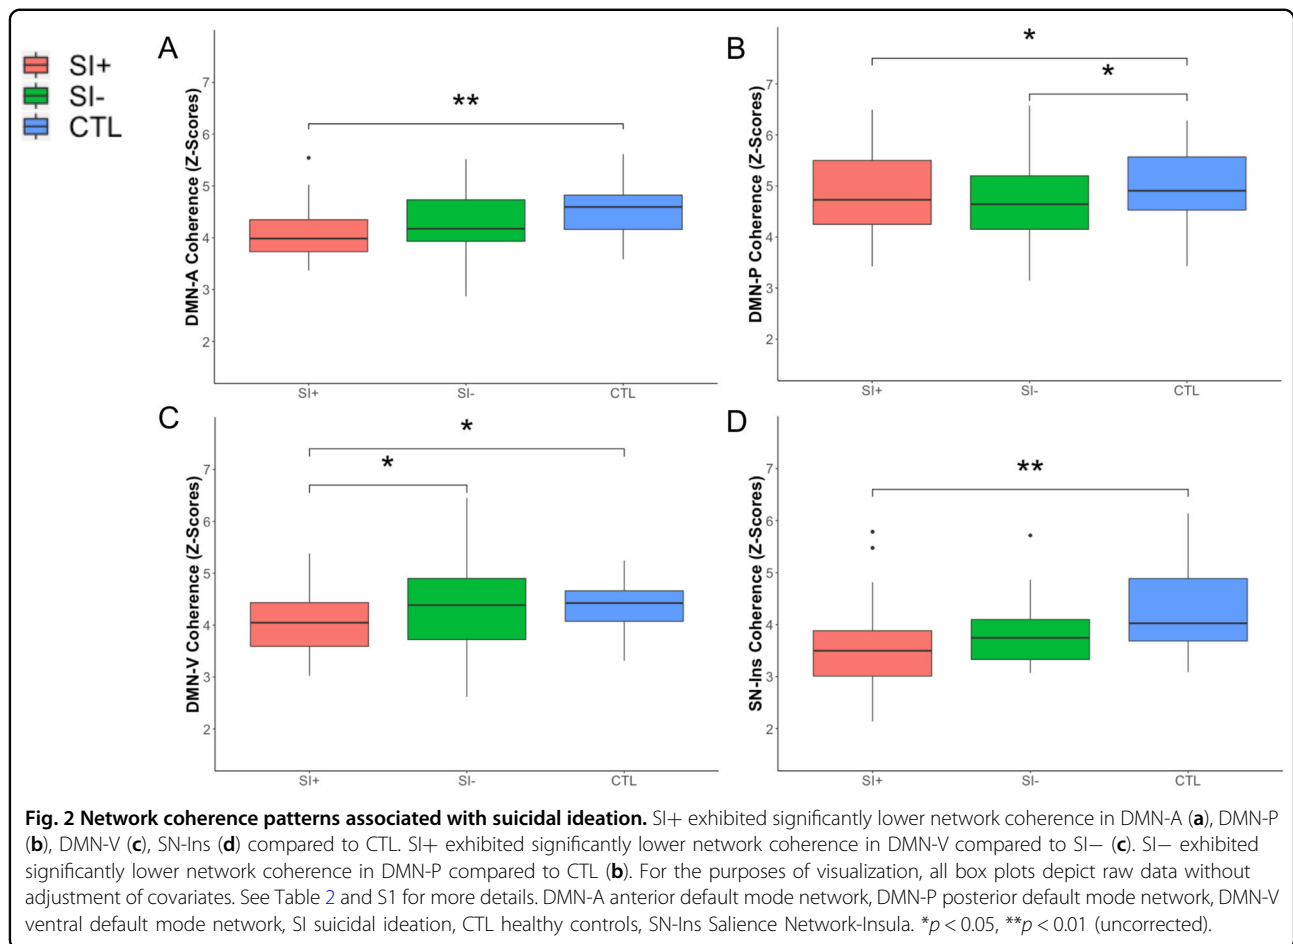 SI+
SI-
CTL
A
**
DMN-A Coherence (Z-Scores)
7
6
5
4
3
2
SI+ SI- CTL
B
*
*
DMN-P Coherence (Z-Scores)
7
6
5
4
3
2
SI+ SI- CTL
C
*
*
DMN-V Coherence (Z-Scores)
7
6
5
4
3
2
SI+ SI- CTL
D
**
SN-Ins Coherence (Z-Scores)
7
6
5
4
3
2
SI+ SI- CTL
Fig. 2 Network coherence patterns associated with suicidal ideation. SI+ exhibited significantly lower network coherence in DMN-A (a), DMN-P
(b), DMN-V (c), SN-Ins (d) compared to CTL. SI+ exhibited significantly lower network coherence in DMN-V compared to SI− (c). SI− exhibited
significantly lower network coherence in DMN-P compared to CTL (b). For the purposes of visualization, all box plots depict raw data without
adjustment of covariates. See Table 2 and S1 for more details. DMN-A anterior default mode network, DMN-P posterior default mode network, DMN-V
ventral default mode network, SI suicidal ideation, CTL healthy controls, SN-Ins Salience Network-Insula. *p < 0.05, **p < 0.01 (uncorrected).